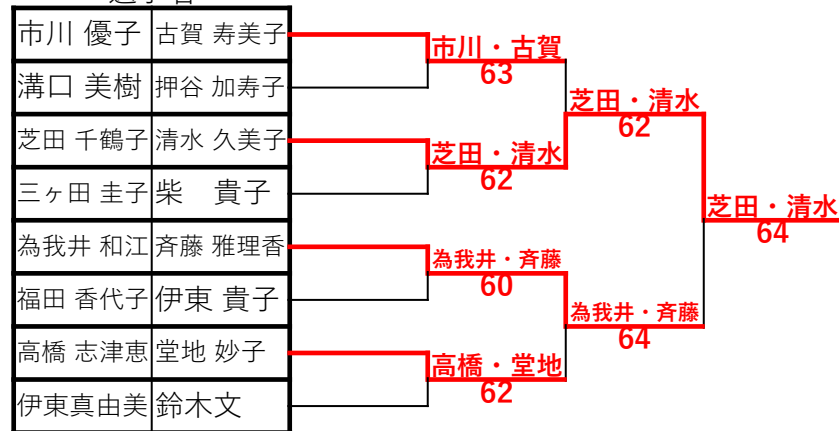 市川 優子 古賀 寿美子
溝口 美樹 押谷 加寿子
芝田 千鶴子 清水 久美子
三ヶ田 圭子 柴　貴子
為我井 和江 斉藤 雅理香
福田 香代子 伊東 貴子
高橋 志津恵 堂地 妙子
伊東真由美 鈴木文
市川・古賀
63
芝田・清水
62
為我井・斉藤
60
高橋・堂地
62
芝田・清水
62
為我井・斉藤
64
芝田・清水
64